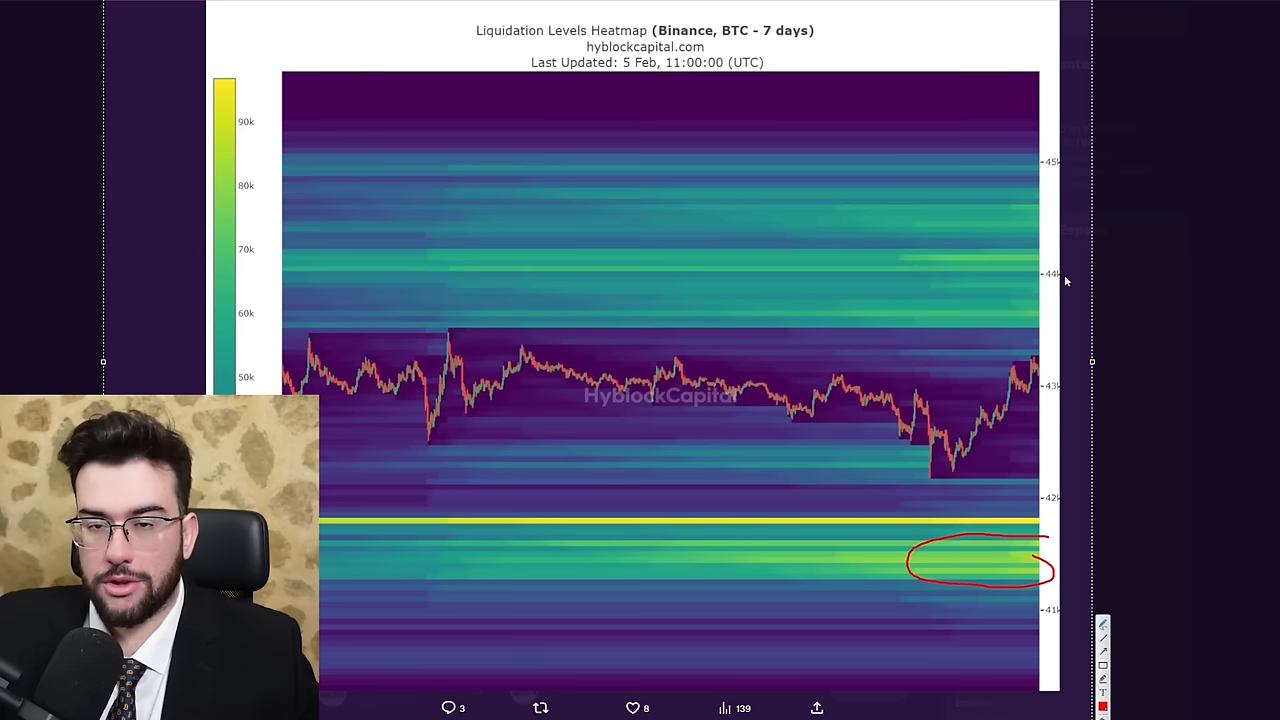 Liquidation Levels Heatmap (Binance, BTC - 7 days)
hyblockcapital.com
Last Updated: 5 Feb, 11:00:00 (UTC)
90k
80k
70k
60k
50k
45k
44k
43k
42k
41k
HyblockCapital
3
8
139
T